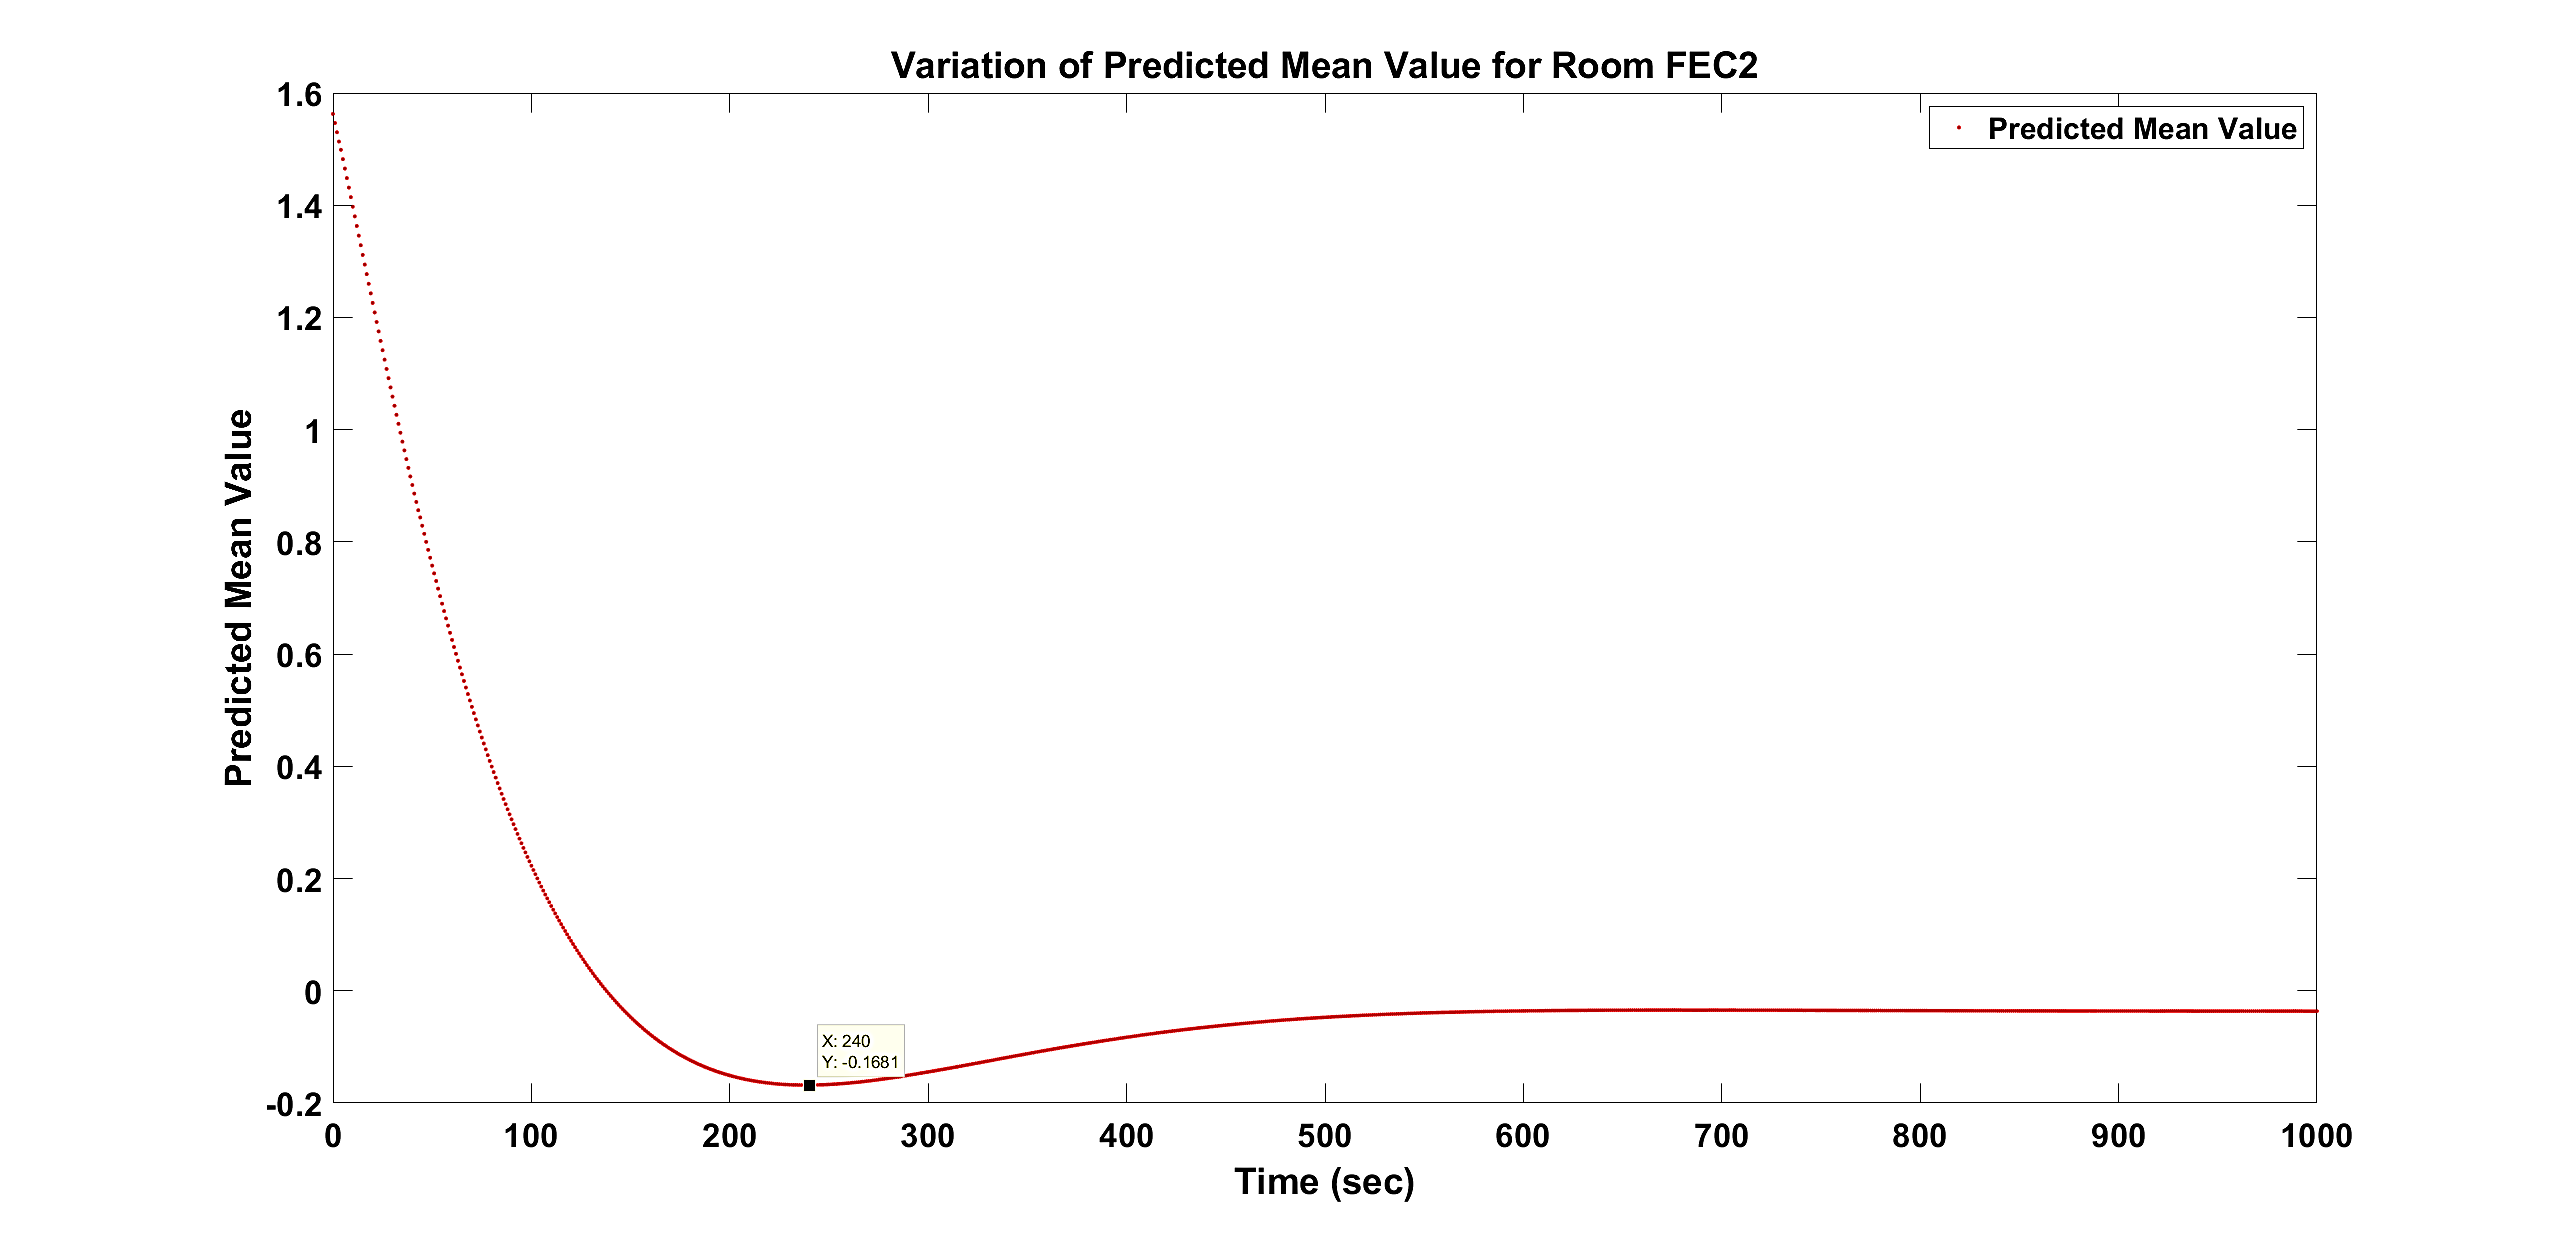 Variation of Predicted Mean Value for Room FEC2
Predicted Mean Value
1.6
1.4
1.2
1
0.8
0.6
0.4
0.2
0
-0.2
Predicted Mean Value
X: 240
Y: -0.1681
0 100 200 300 400 500 600 700 800 900 1000
Time (sec)